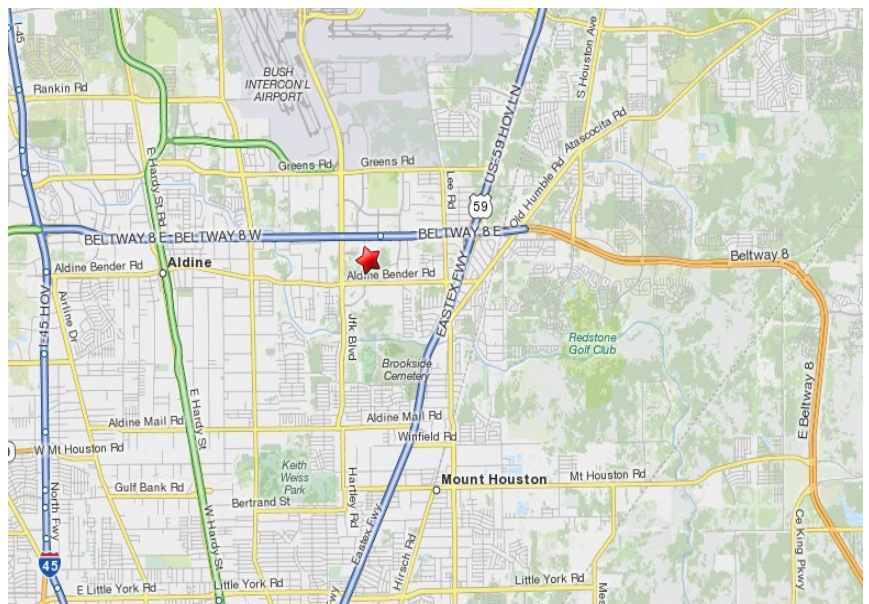 I-45
S Houston Ave
BUSH
INTERCON'L
AIRPORT
Rankin Rd
US-59 HOV LN
Atascocita Rd
E Hardy St Rd
Greens Rd
Greens Rd
Lee Rd
59
Old Humble Rd
BELTWAY 8 E-BELTWAY 8 W
BELTWAY 8 E
Beltway 8
Aldine Bender Rd
Aldine
Aldine Bender Rd
EASTEX FWY
I-45 HOV
Airline Dr
Jfk Blvd
Redstone
Golf Club
Brookside
Cemetery
E Beltway 8
E Hardy St
Aldine Mail Rd
Aldine Mail Rd
Winfield Rd
W Mt Houston Rd
Keith
Weiss
Park
Mount Houston
Mt Houston Rd
Gulf Bank Rd
Hartley Rd
Bertrand St
North Fwy
W Hardy St
Eastex Fwy
Hirsch Rd
Ce King Pkwy
45
E Little York Rd
Little York Rd
Little York Rd
wy
Mes